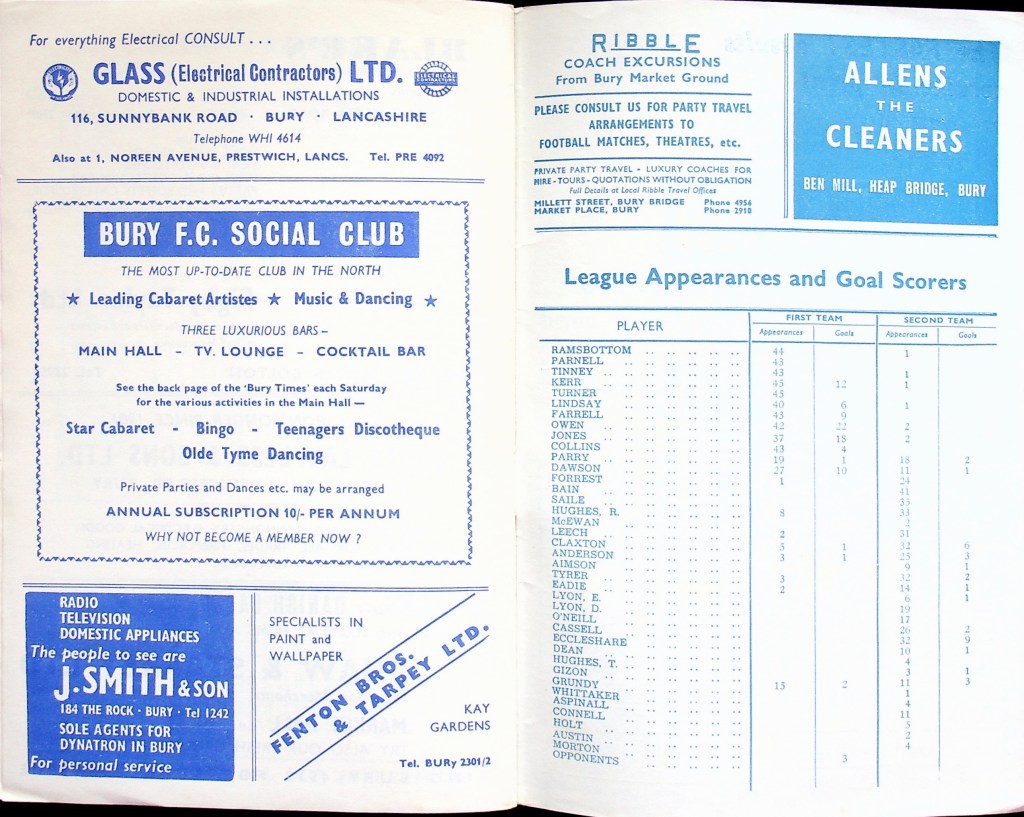 For everything Electrical CONSULT . . .
GLASS (Electrical Contractors) LTD.
ELECTRICAL CONTRACTORS
DOMESTIC & INDUSTRIAL INSTALLATIONS
116, SUNNYBANK ROAD · BURY · LANCASHIRE
Telephone WHI 4614
Also at 1, NOREEN AVENUE, PRESTWICH, LANCS. Tel. PRE 4092
BURY F.C. SOCIAL CLUB
THE MOST UP-TO-DATE CLUB IN THE NORTH
★ Leading Cabaret Artistes ★ Music & Dancing ★
THREE LUXURIOUS BARS –
MAIN HALL – TV. LOUNGE – COCKTAIL BAR
See the back page of the 'Bury Times' each Saturday
for the various activities in the Main Hall —
Star Cabaret - Bingo - Teenagers Discotheque
Olde Tyme Dancing
Private Parties and Dances etc. may be arranged
ANNUAL SUBSCRIPTION 10/- PER ANNUM
WHY NOT BECOME A MEMBER NOW ?
RADIO
TELEVISION
DOMESTIC APPLIANCES
The people to see are
J. SMITH & SON
184 THE ROCK · BURY · Tel 1242
SOLE AGENTS FOR
DYNATRON IN BURY
For personal service
SPECIALISTS IN
PAINT and
WALLPAPER
FENTON BROS.
& TARPEY LTD.
KAY
GARDENS
Tel. BURy 2301/2
RIBBLE
COACH EXCURSIONS
From Bury Market Ground
PLEASE CONSULT US FOR PARTY TRAVEL
ARRANGEMENTS TO
FOOTBALL MATCHES, THEATRES, etc.
PRIVATE PARTY TRAVEL - LUXURY COACHES FOR
HIRE - TOURS - QUOTATIONS WITHOUT OBLIGATION
Full Details at Local Ribble Travel Offices
MILLETT STREET, BURY BRIDGE Phone 4956
MARKET PLACE, BURY Phone 2910
ALLENS
THE
CLEANERS
BEN MILL, HEAP BRIDGE, BURY
League Appearances and Goal Scorers
PLAYER FIRST TEAM SECOND TEAM
Appearances Goals Appearances Goals
RAMSBOTTOM .. .. .. .. .. 44 1
PARNELL .. .. .. .. .. 43
TINNEY .. .. .. .. .. 43 1
KERR .. .. .. .. .. 45 12 1
TURNER .. .. .. .. .. 45
LINDSAY .. .. .. .. .. 40 6 1
FARRELL .. .. .. .. .. 43 9
OWEN .. .. .. .. .. 42 22 2
JONES .. .. .. .. .. 37 18 2
COLLINS .. .. .. .. .. 43 4
PARRY .. .. .. .. .. 19 1 18 2
DAWSON .. .. .. .. .. 27 10 11 1
FORREST .. .. .. .. .. 1 24
BAIN .. .. .. .. .. 41
SAILE .. .. .. .. .. 35
HUGHES, R. .. .. .. .. .. 8 33
McEWAN .. .. .. .. .. 2
LEECH .. .. .. .. .. 2 31
CLAXTON .. .. .. .. .. 5 1 32 6
ANDERSON .. .. .. .. .. 3 1 25 3
AIMSON .. .. .. .. .. 9 1
TYRER .. .. .. .. .. 3 32 2
EADIE .. .. .. .. .. 2 14 1
LYON, E. .. .. .. .. .. 6 1
LYON, D. .. .. .. .. .. 19
O'NEILL .. .. .. .. .. 17
CASSELL .. .. .. .. .. 26 2
ECCLESHARE .. .. .. .. .. 32 9
DEAN .. .. .. .. .. 10 1
HUGHES, T. .. .. .. .. .. 4
GIZON .. .. .. .. .. 3 1
GRUNDY .. .. .. .. .. 15 2 11 3
WHITTAKER .. .. .. .. .. 1
ASPINALL .. .. .. .. .. 4
CONNELL .. .. .. .. .. 11
HOLT .. .. .. .. .. 5
AUSTIN .. .. .. .. .. 2
MORTON .. .. .. .. .. 4
OPPONENTS .. .. .. .. .. 3